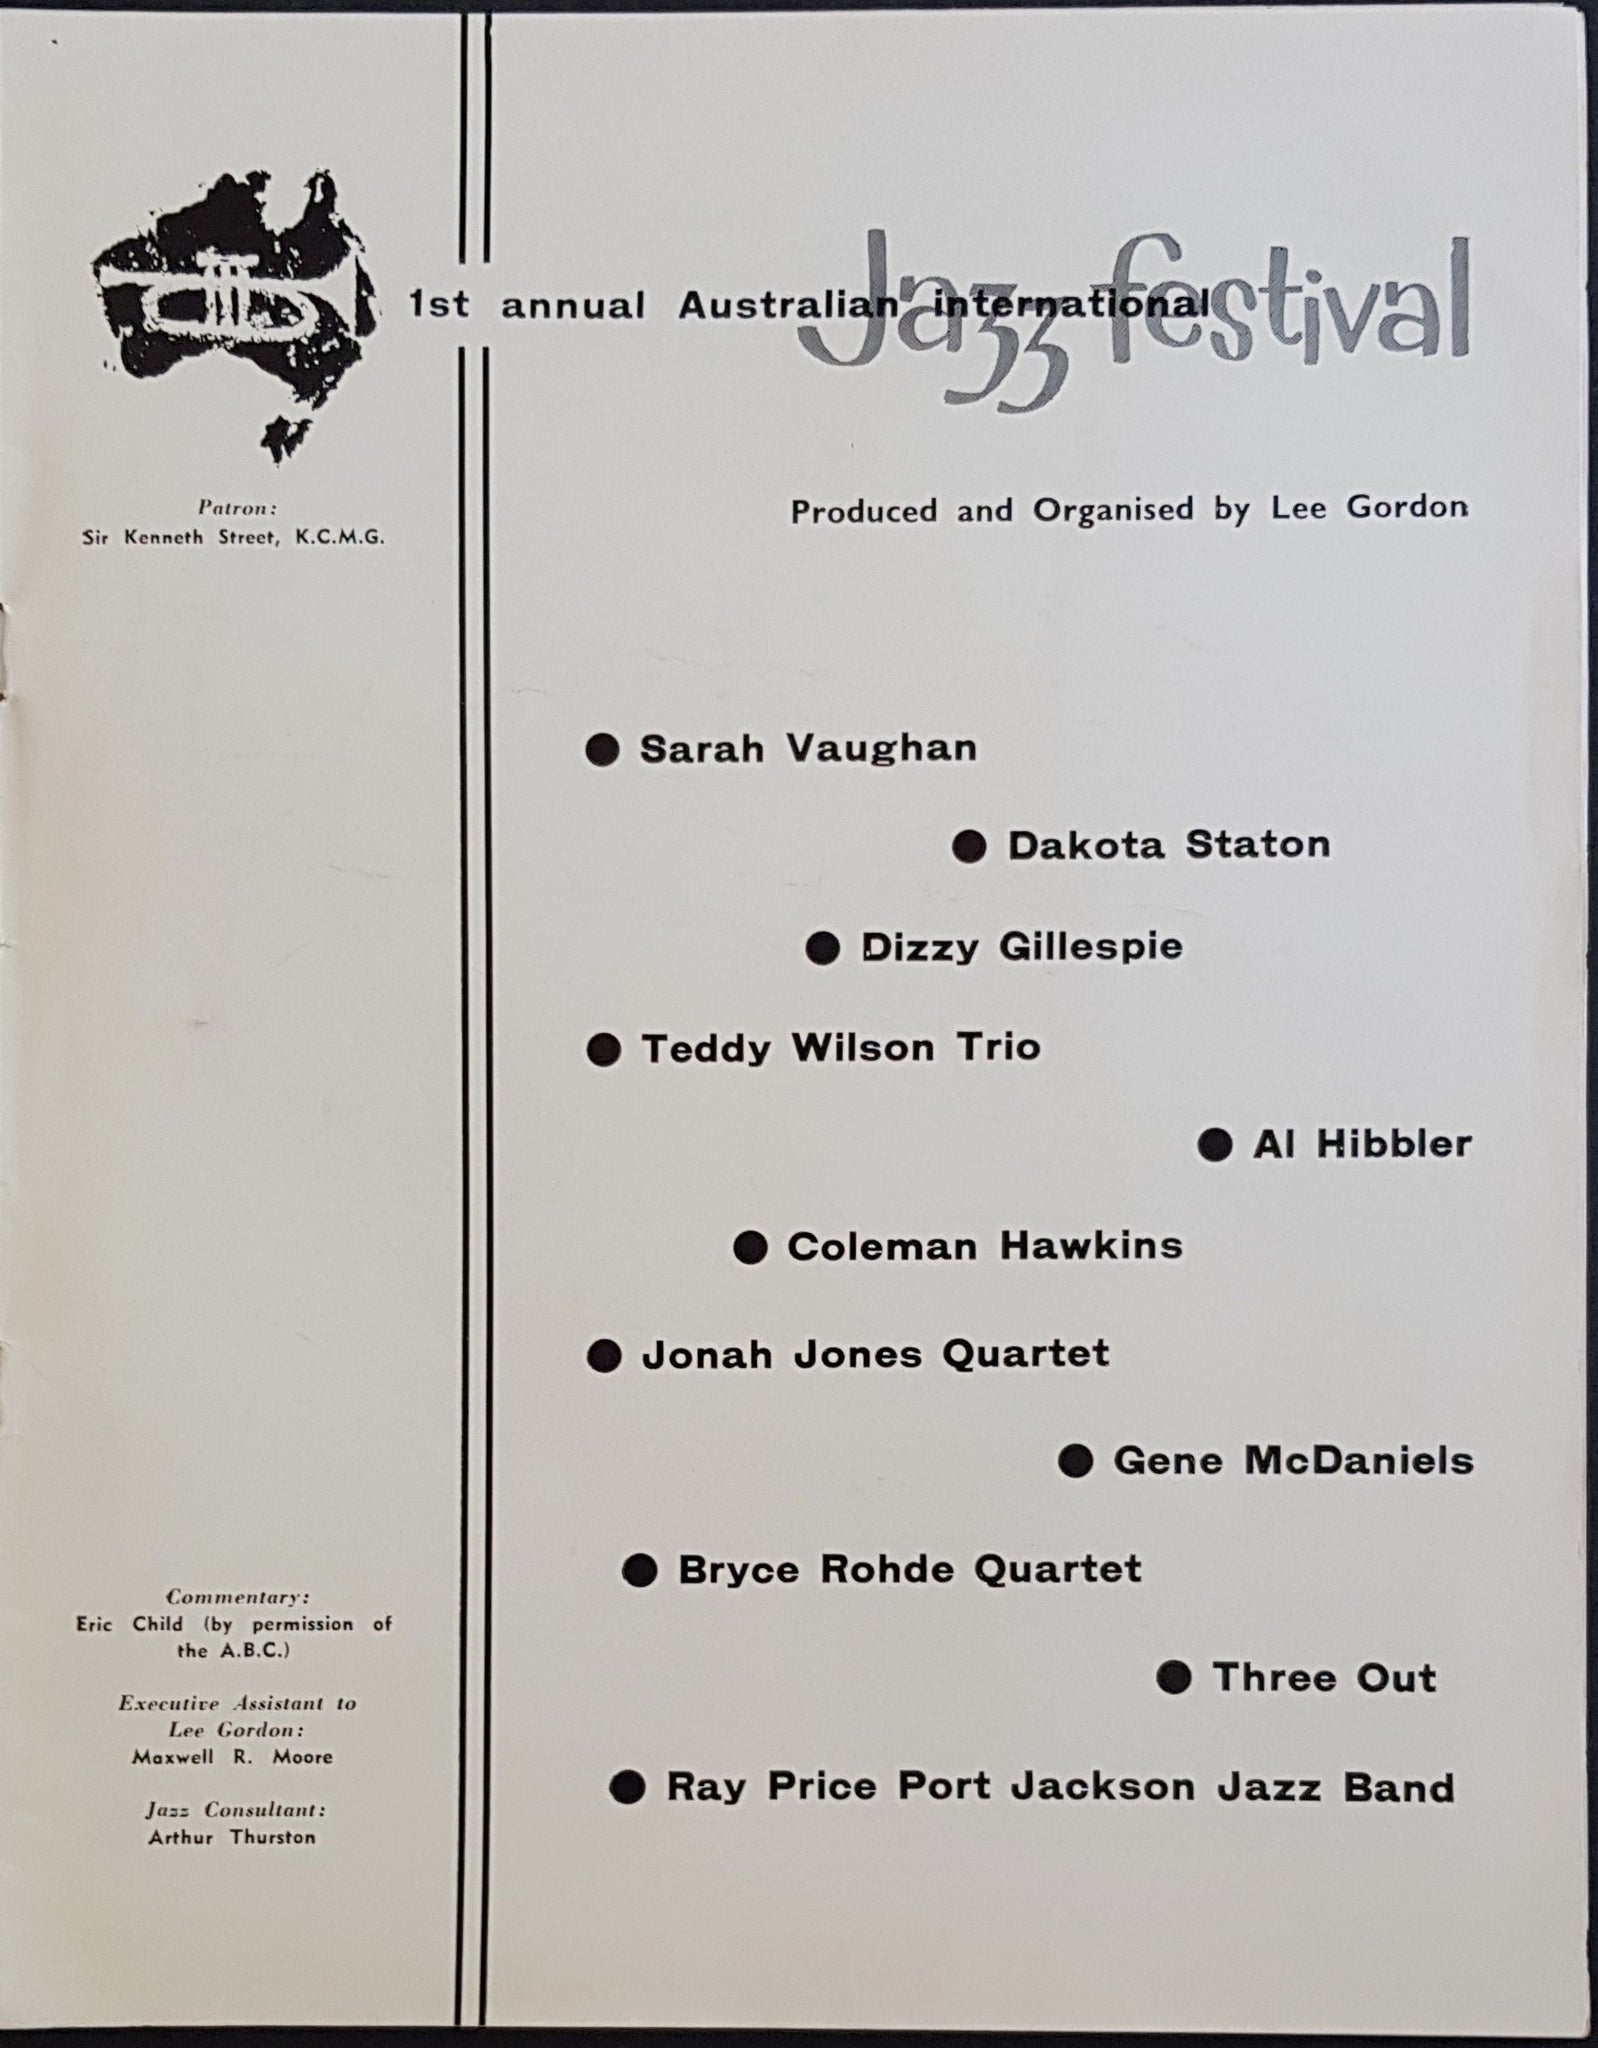 1st annual Australian international
Jazz festival
Patron:
Sir Kenneth Street, K.C.M.G.
Produced and Organised by Lee Gordon
● Sarah Vaughan
● Dakota Staton
● Dizzy Gillespie
● Teddy Wilson Trio
● Al Hibbler
● Coleman Hawkins
● Jonah Jones Quartet
● Gene McDaniels
● Bryce Rohde Quartet
● Three Out
● Ray Price Port Jackson Jazz Band
Commentary:
Eric Child (by permission of
the A.B.C.)
Executive Assistant to
Lee Gordon:
Maxwell R. Moore
Jazz Consultant:
Arthur Thurston